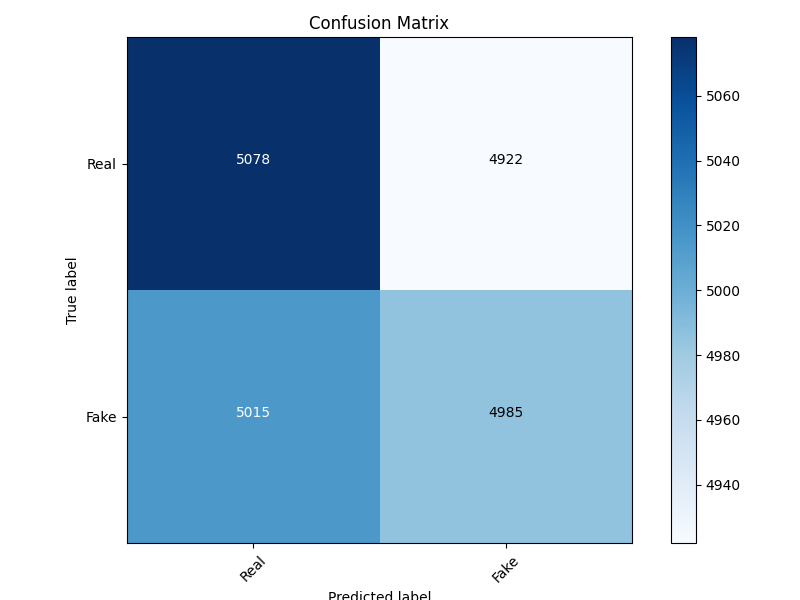 Confusion Matrix
Real
5078
4922
Fake
5015
4985
True label
Real
Fake
Predicted label
5060
5040
5020
5000
4980
4960
4940